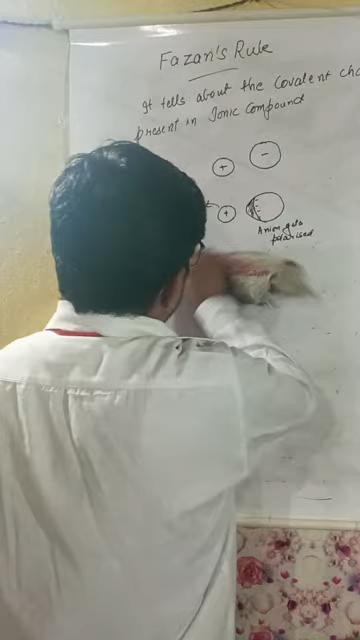 Fazan's Rule
It tells about the Covalent cha
present in Ionic Compound
+ -
+
Anion gets
polarised